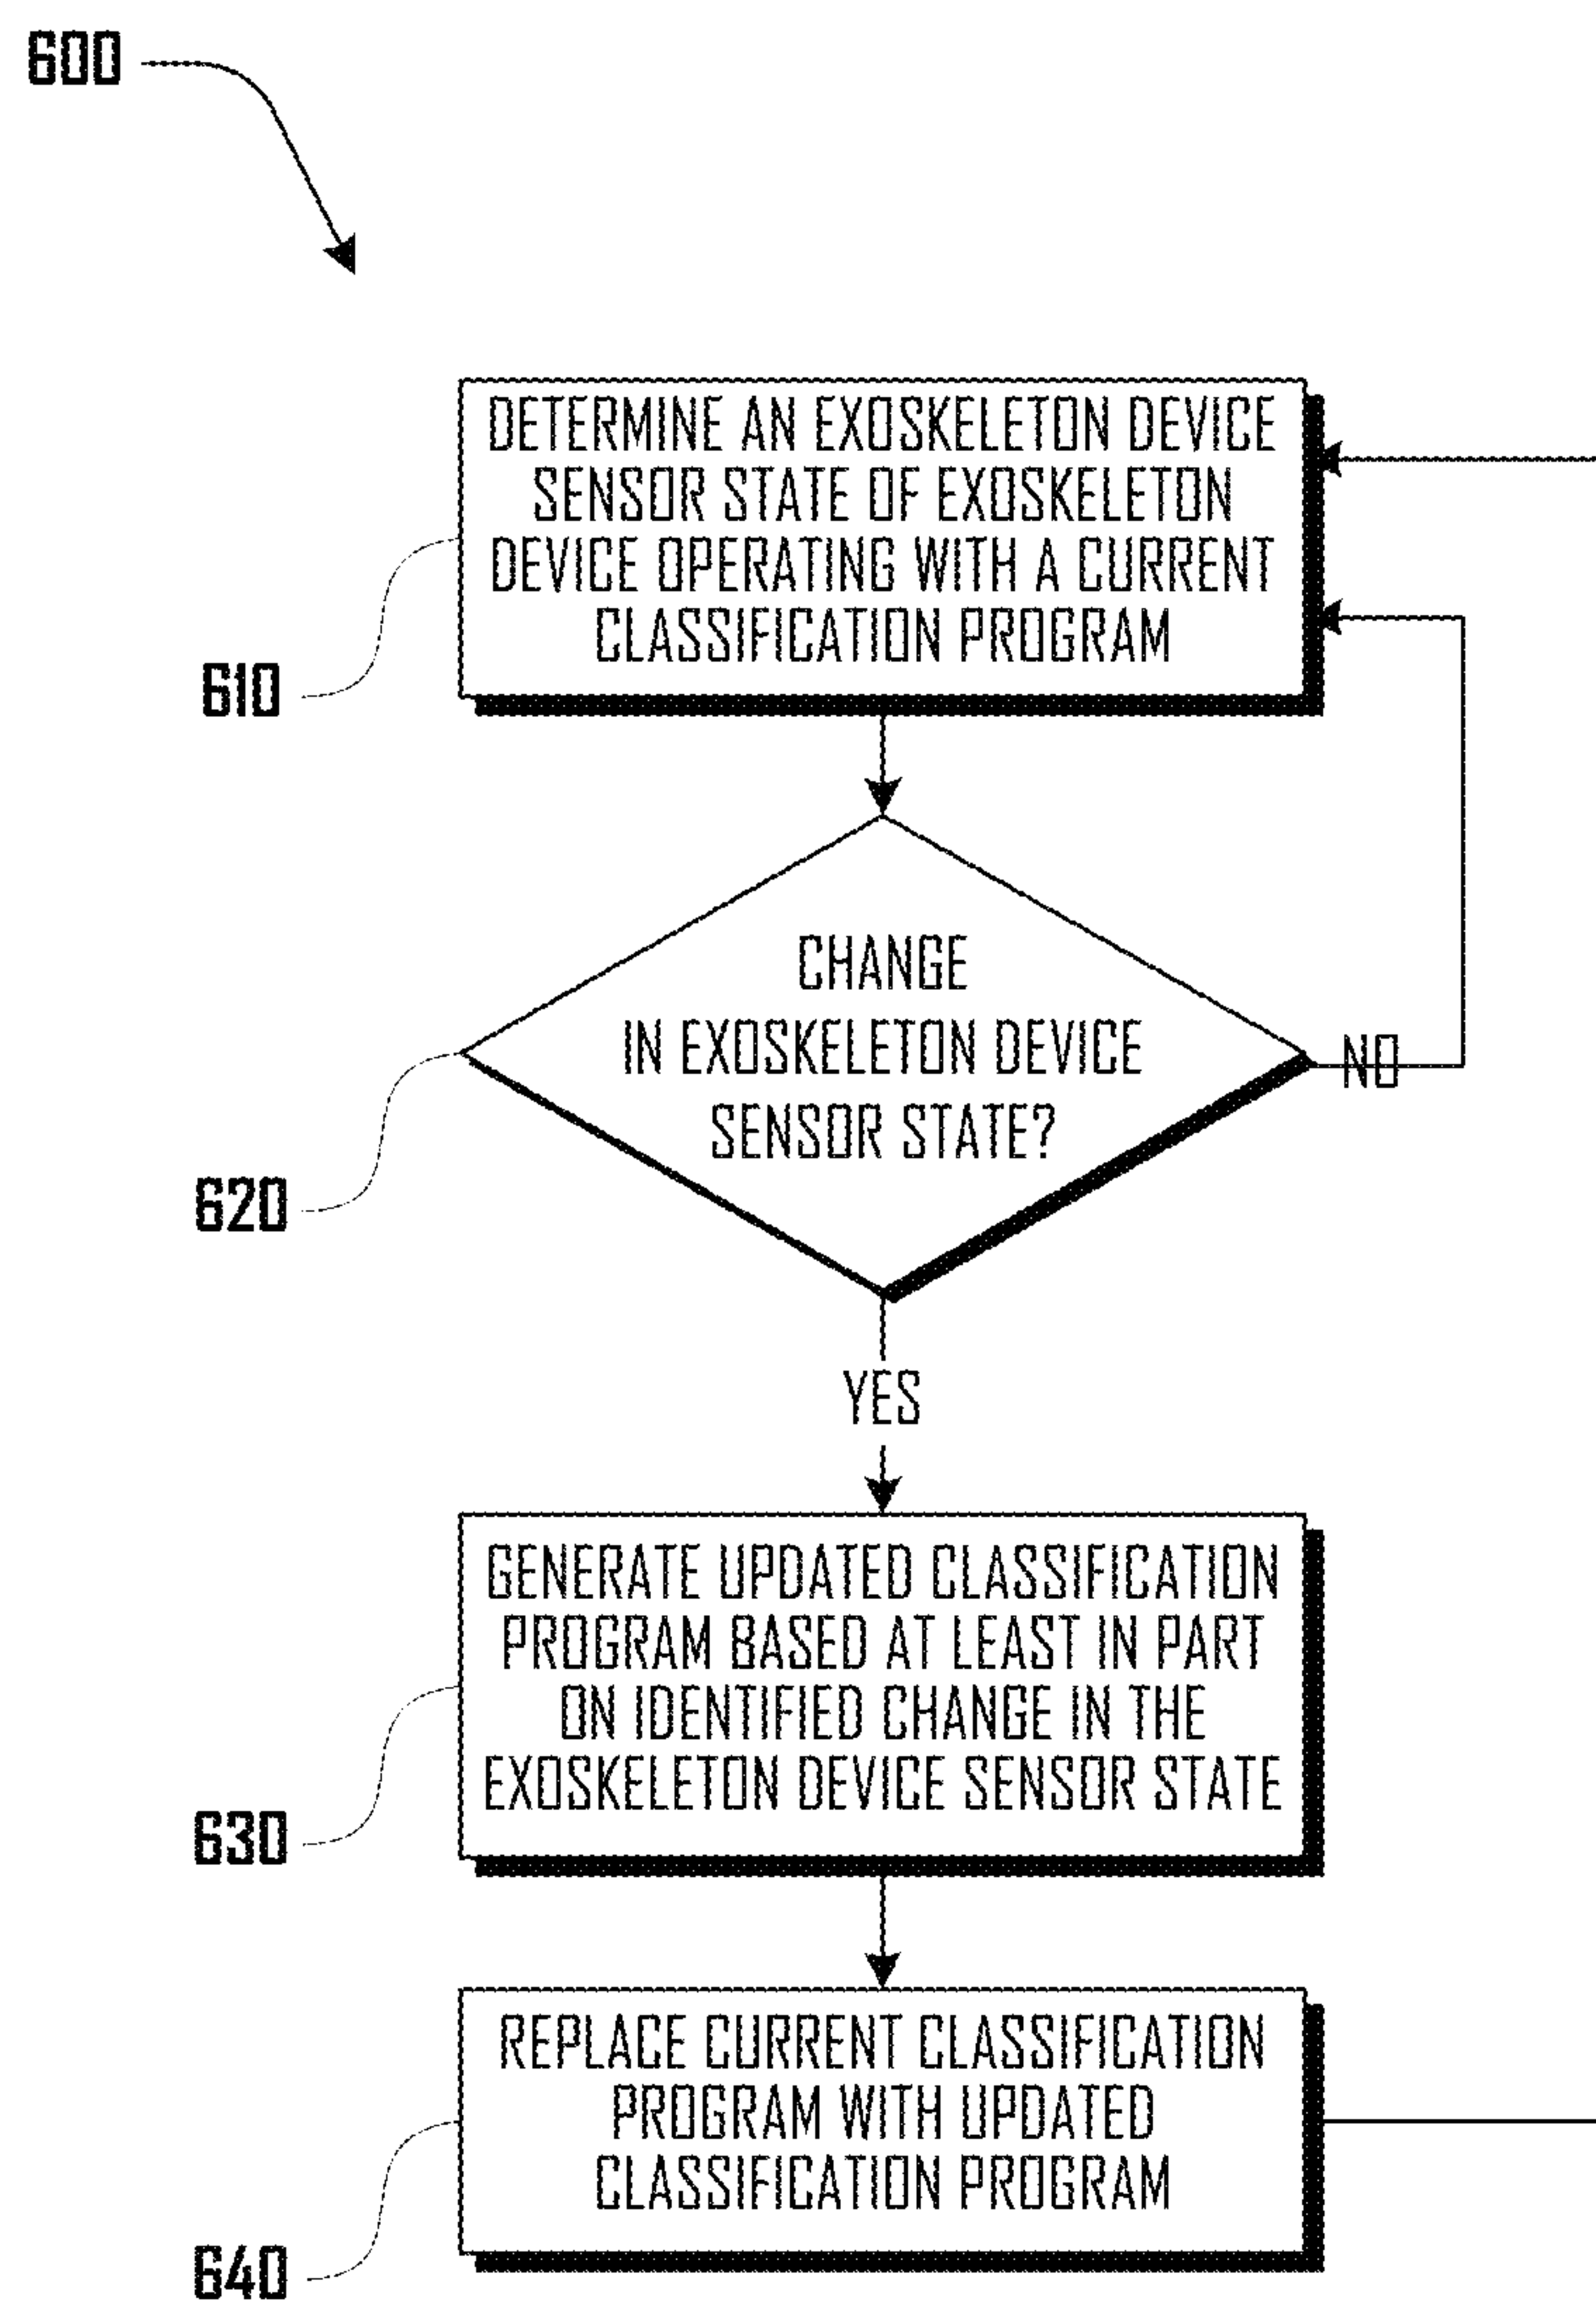 600
DETERMINE AN EXOSKELETON DEVICE
SENSOR STATE OF EXOSKELETON
DEVICE OPERATING WITH A CURRENT
CLASSIFICATION PROGRAM
610
CHANGE
IN EXOSKELETON DEVICE
SENSOR STATE?
NO
620
YES
GENERATE UPDATED CLASSIFICATION
PROGRAM BASED AT LEAST IN PART
ON IDENTIFIED CHANGE IN THE
EXOSKELETON DEVICE SENSOR STATE
630
REPLACE CURRENT CLASSIFICATION
PROGRAM WITH UPDATED
CLASSIFICATION PROGRAM
640